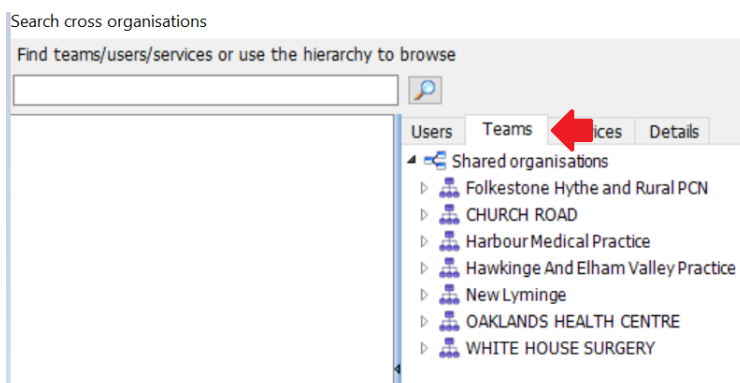 Search cross organisations
Find teams/users/services or use the hierarchy to browse
Users Teams ices Details
Shared organisations
Folkestone Hythe and Rural PCN
CHURCH ROAD
Harbour Medical Practice
Hawkinge And Elham Valley Practice
New Lyminge
OAKLANDS HEALTH CENTRE
WHITE HOUSE SURGERY